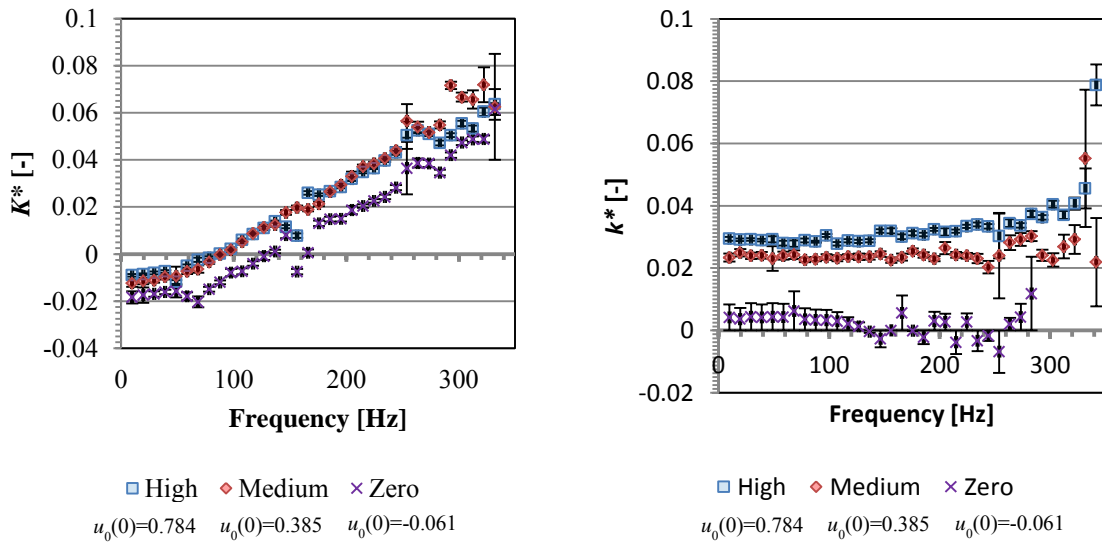 0.1
0.08
0.06
0.04
0.02
0
-0.02
-0.04
K* [-]
0 100 200 300
Frequency [Hz]
High Medium Zero
u0(0)=0.784 u0(0)=0.385 u0(0)=-0.061
0.1
0.08
0.06
0.04
0.02
0
-0.02
k* [-]
0 100 200 300
Frequency [Hz]
High Medium Zero
u0(0)=0.784 u0(0)=0.385 u0(0)=-0.061